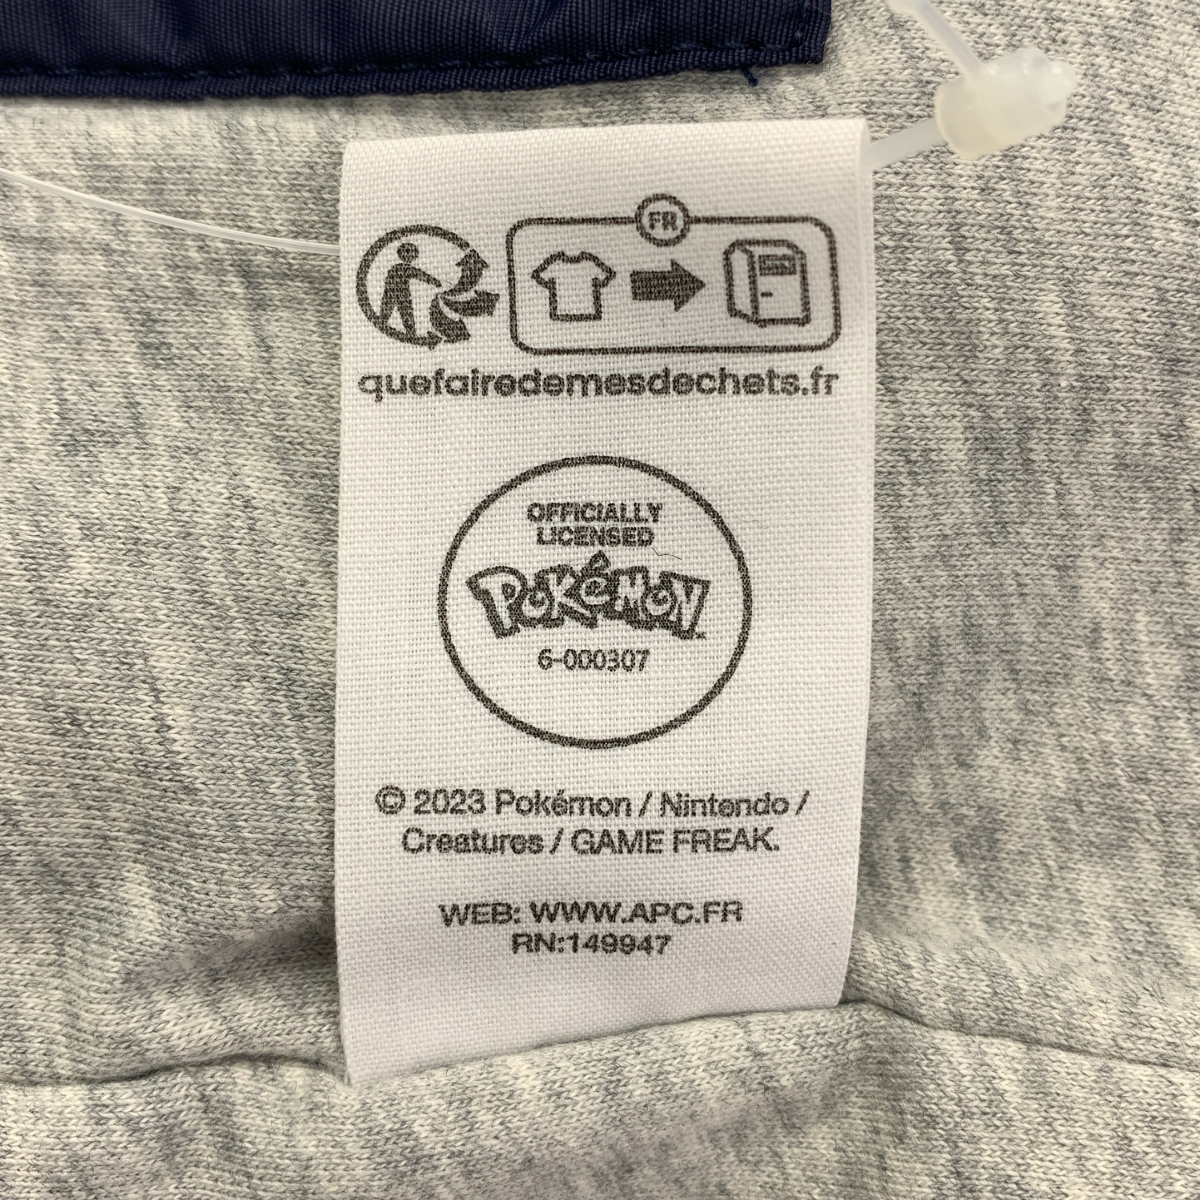 FR
quefairedemesdechets.fr
OFFICIALLY
LICENSED
POKéMON™
6-000307
© 2023 Pokémon / Nintendo /
Creatures / GAME FREAK.
WEB: WWW.APC.FR
RN:149947